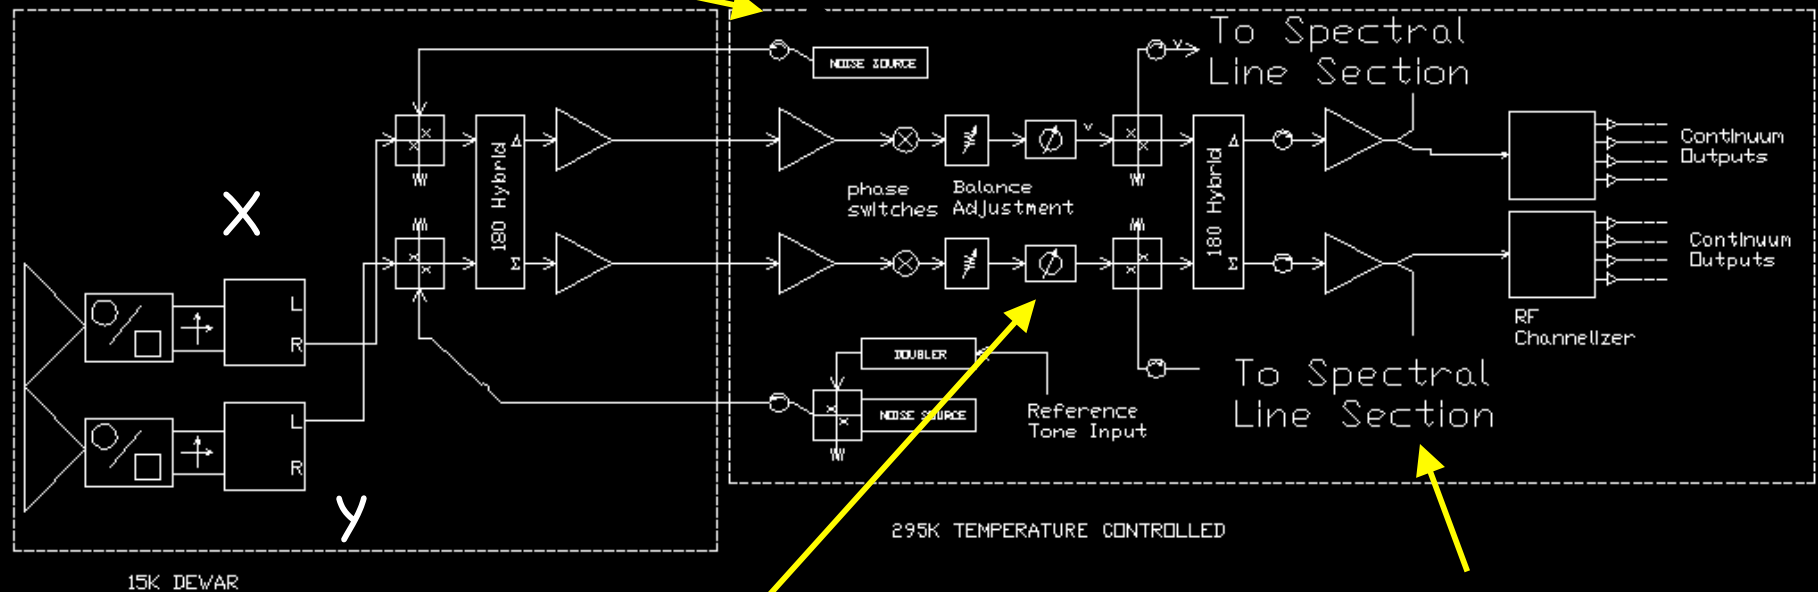 To Spectral
Line Section
NOISE SOURCE
180 Hybrid
Δ
Σ
180 Hybrid
Δ
Σ
v
v
Continuum
Outputs
phase
switches
Balance
Adjustment
X
L
R
L
R
y
Continuum
Outputs
RF
Channelizer
DOUBLER
NOISE SOURCE
Reference
Tone Input
To Spectral
Line Section
295K TEMPERATURE CONTROLLED
15K DEWAR